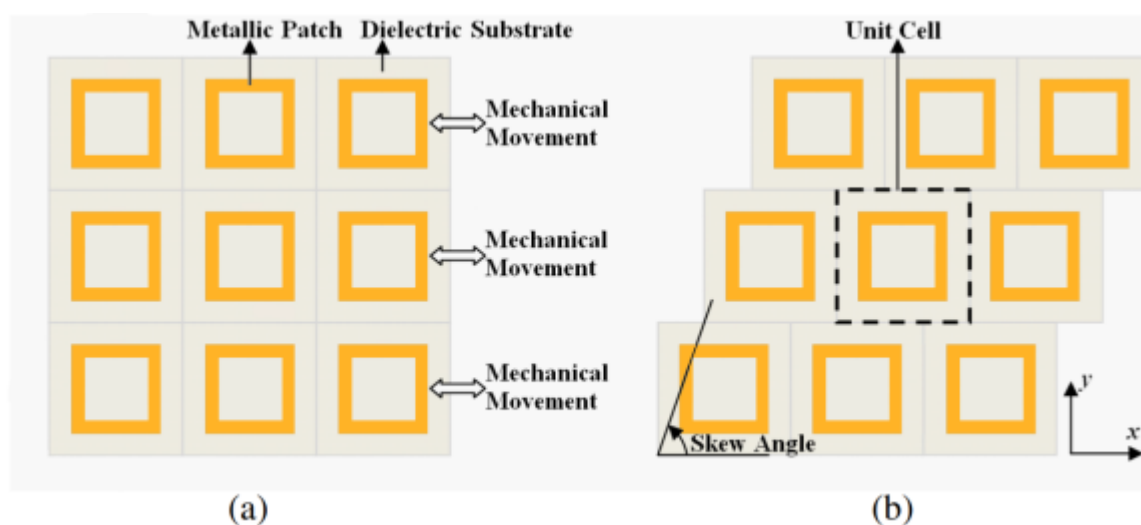 Metallic Patch Dielectric Substrate
Unit Cell
Mechanical
Movement
Mechanical
Movement
Mechanical
Movement
Skew Angle
y
x
(a)
(b)